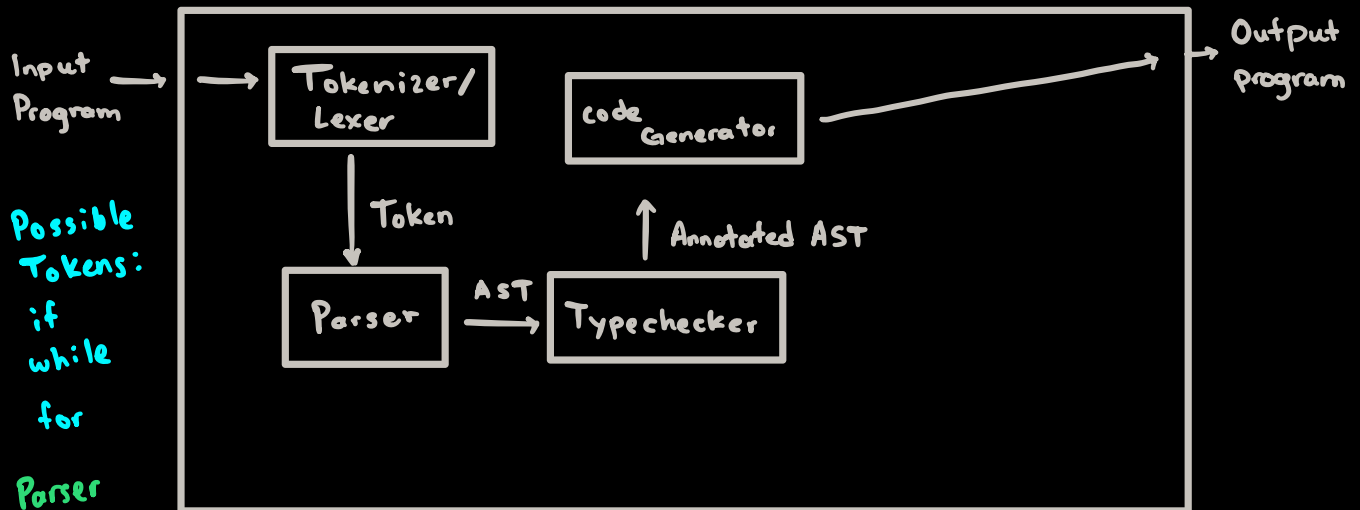 Input
Program
Tokenizer/
Lexer
code
Generator
Output
program
Token
Annotated AST
Parser
AST
Typechecker
Possible
Tokens:
if
while
for
Parser